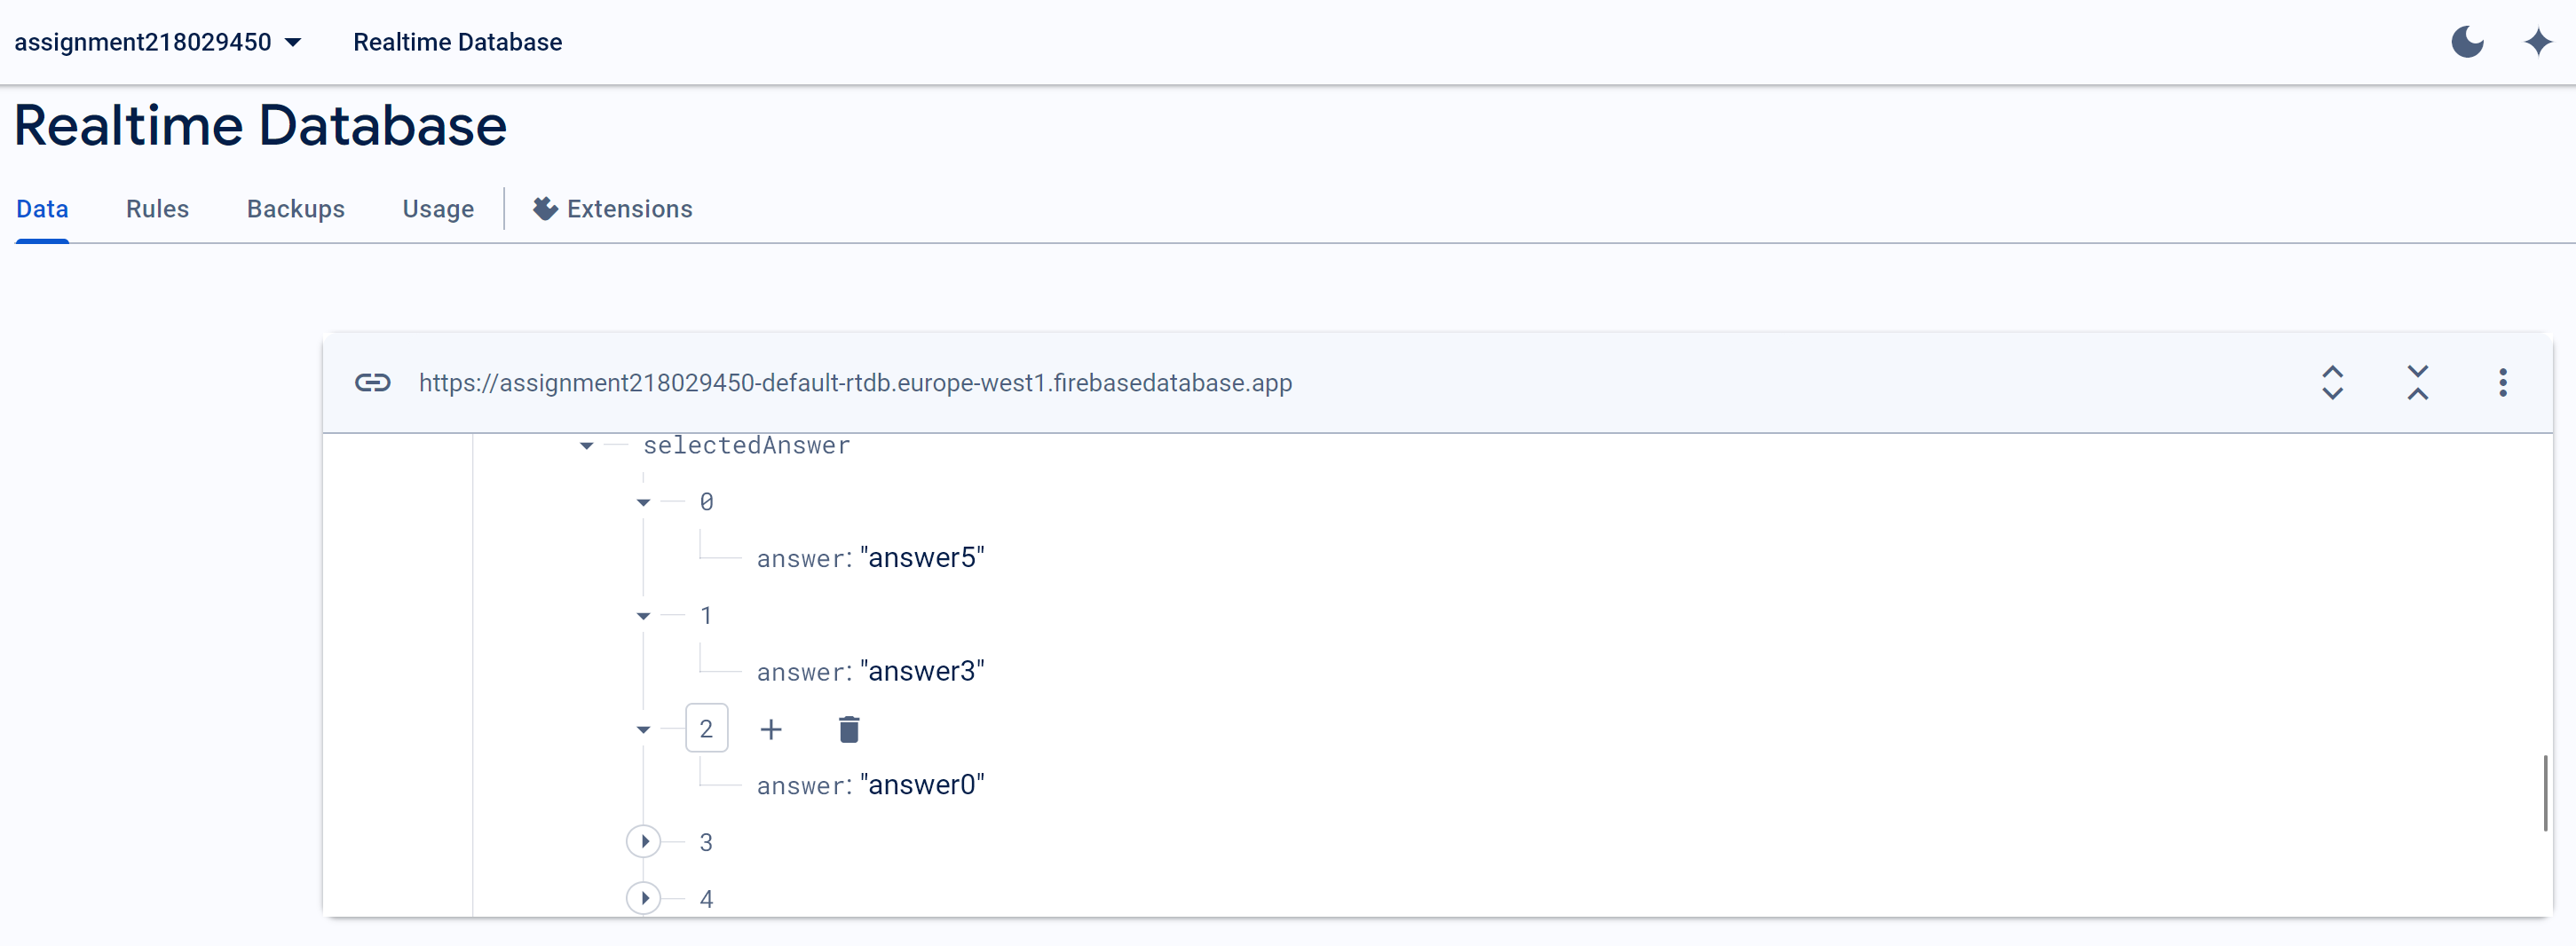 assignment218029450 Realtime Database
Realtime Database
Data Rules Backups Usage Extensions
https://assignment218029450-default-rtdb.europe-west1.firebasedatabase.app
selectedAnswer
0
answer: "answer5"
1
answer: "answer3"
2
answer: "answer0"
3
4